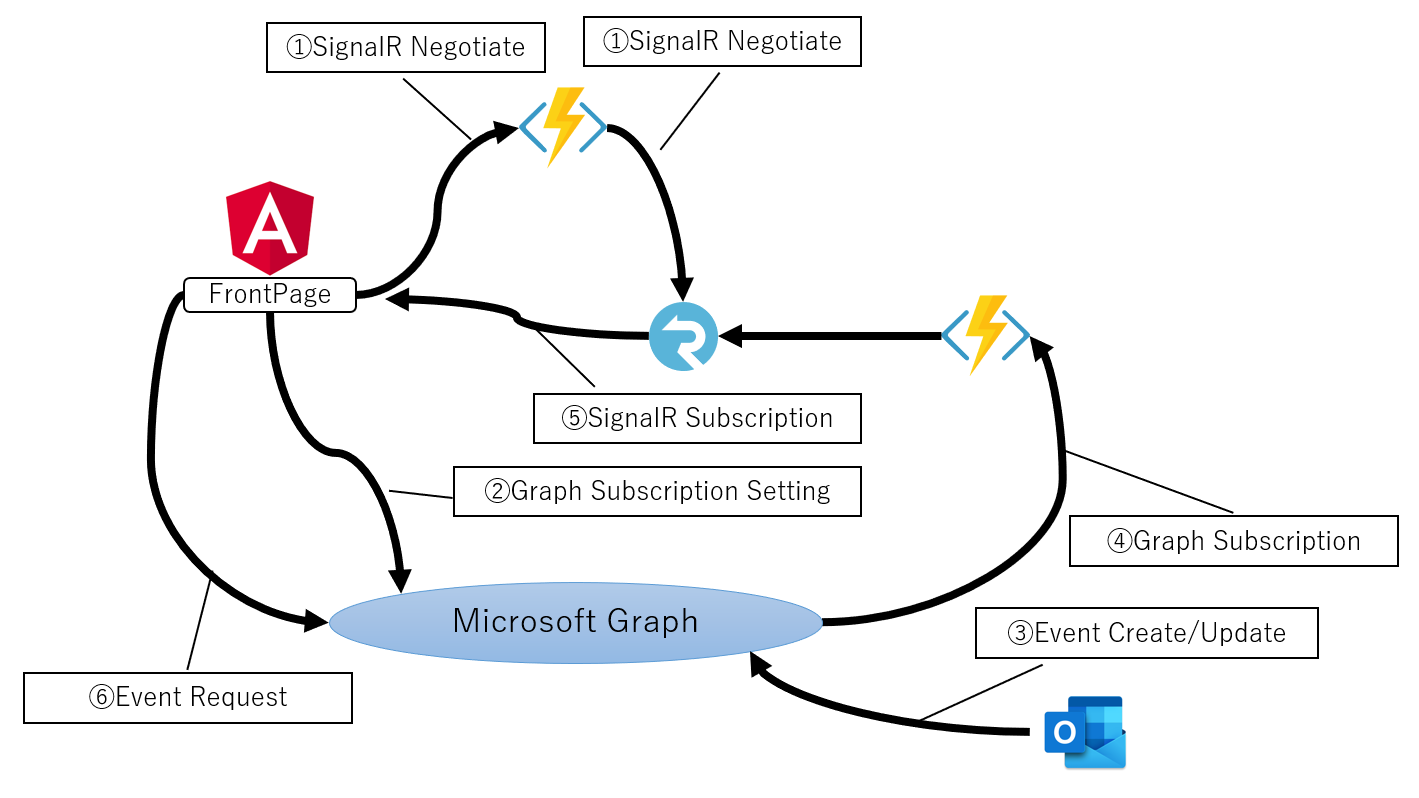 ①SignalR Negotiate
①SignalR Negotiate
A
FrontPage
⑤SignalR Subscription
②Graph Subscription Setting
④Graph Subscription
Microsoft Graph
③Event Create/Update
⑥Event Request
O